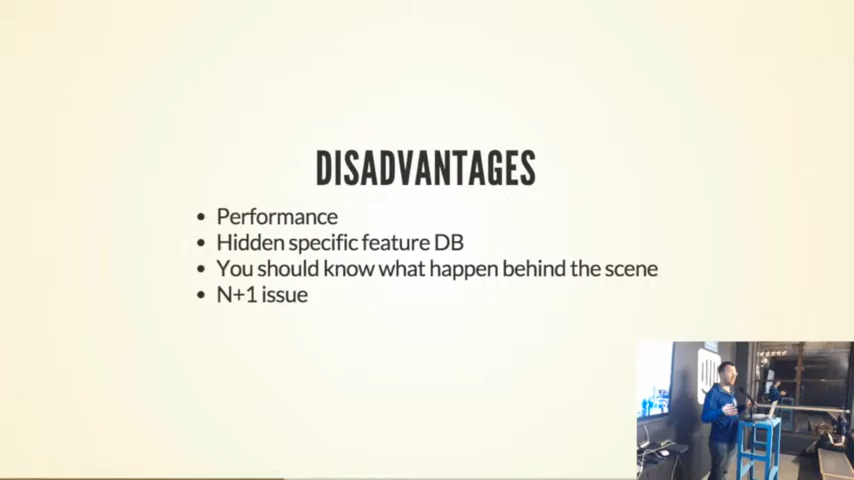 DISADVANTAGES
Performance
Hidden specific feature DB
You should know what happen behind the scene
N+1 issue